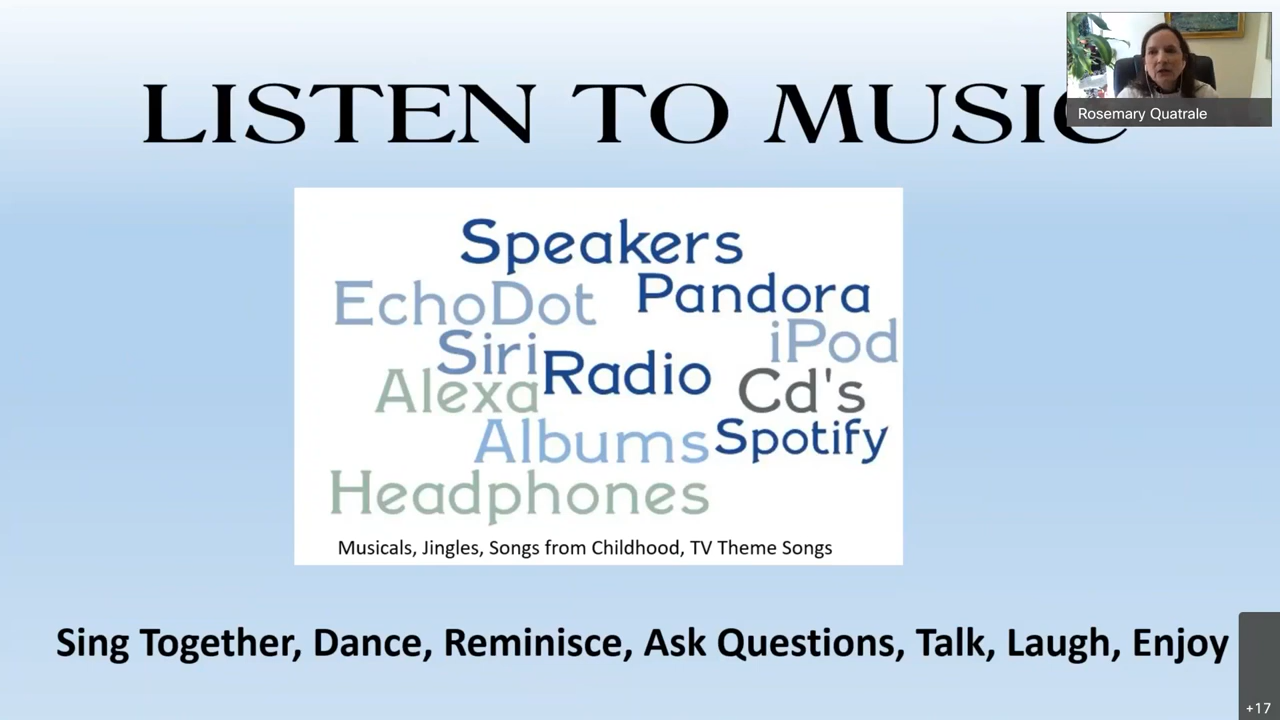 LISTEN TO MUSIC
Rosemary Quatrale
Speakers
EchoDot Pandora
Siri Radio iPod
Alexa Cd's
Albums Spotify
Headphones
Musicals, Jingles, Songs from Childhood, TV Theme Songs
Sing Together, Dance, Reminisce, Ask Questions, Talk, Laugh, Enjoy
+17